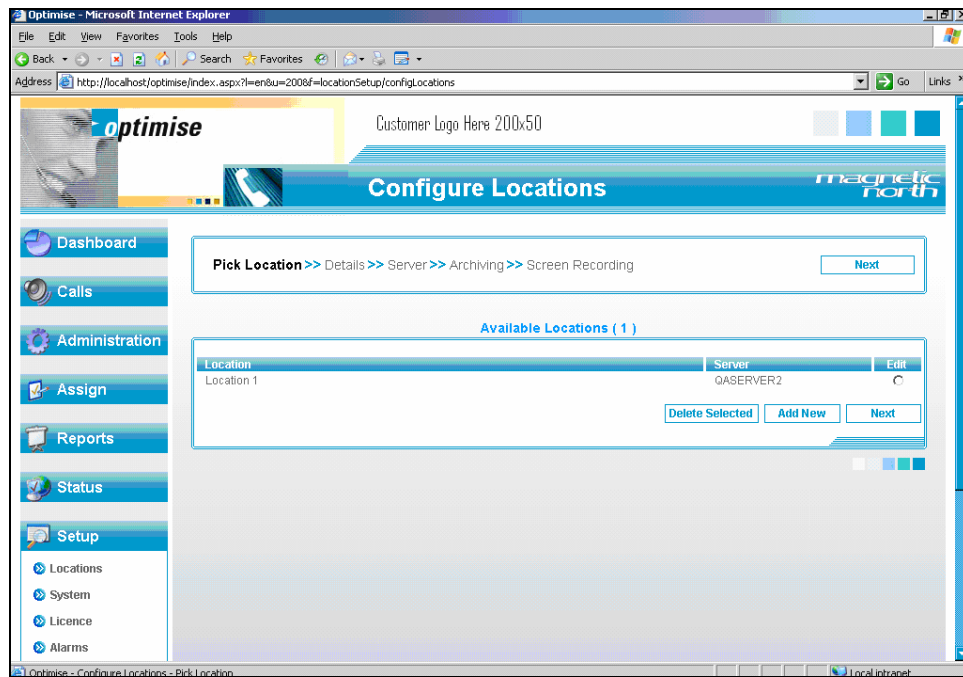 Optimise - Microsoft Internet Explorer
File Edit View Favorites Tools Help
Back Search Favorites
Address http://localhost/optimise/index.aspx?l=en&u=200&f=locationSetup/configLocations Go Links
optimise Customer Logo Here 200x50
Configure Locations magnetic north
Dashboard
Pick Location >> Details >> Server >> Archiving >> Screen Recording Next
Calls
Available Locations ( 1 )
Administration
Location Server Edit
Location 1 QASERVER2
Assign
Delete Selected Add New Next
Reports
Status
Setup
Locations
System
Licence
Alarms
Optimise - Configure Locations - Pick Location Local intranet